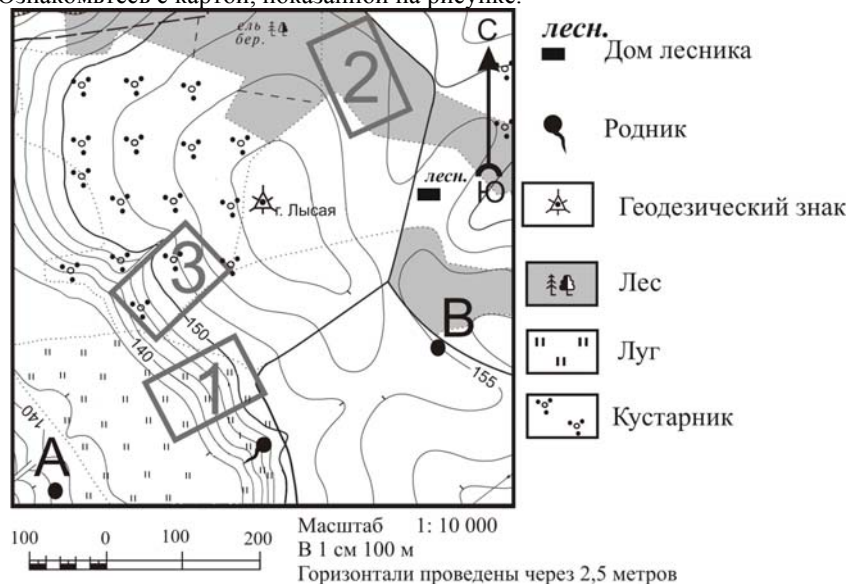 Ознакомьтесь с картой, показанной на рисунке.
ель
бер.
2
С
Ю
лесн.
г. Лысая
3
150
140
1
B
155
140
A
лесн.
Дом лесника
Родник
Геодезический знак
Лес
Луг
Кустарник
100 0 100 200
Масштаб 1: 10 000
В 1 см 100 м
Горизонтали проведены через 2,5 метров